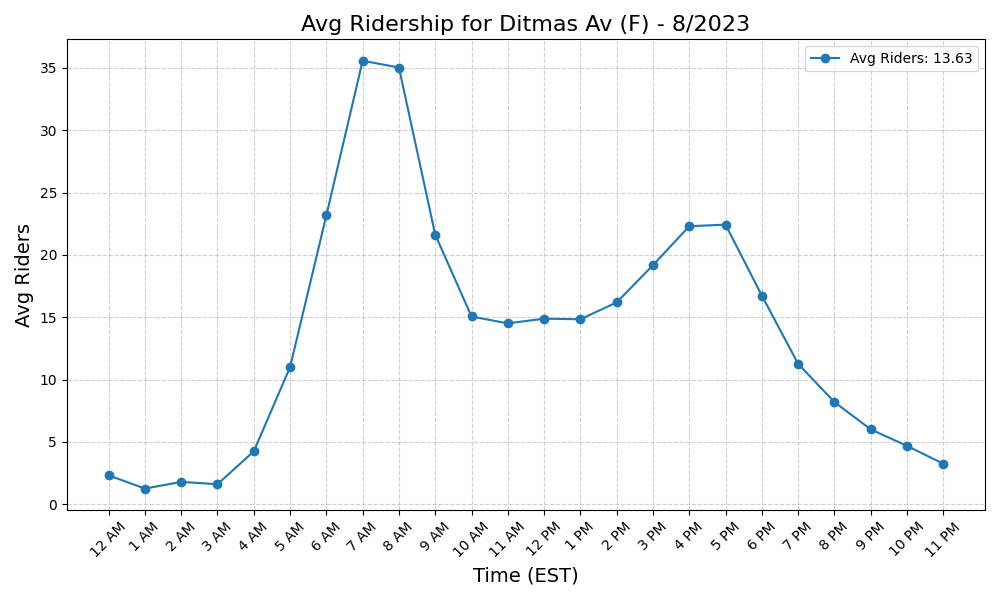 Avg Ridership for Ditmas Av (F) - 8/2023
Avg Riders: 13.63
Avg Riders
35
30
25
20
15
10
5
0
12 AM
1 AM
2 AM
3 AM
4 AM
5 AM
6 AM
7 AM
8 AM
9 AM
10 AM
11 AM
12 PM
1 PM
2 PM
3 PM
4 PM
5 PM
6 PM
7 PM
8 PM
9 PM
10 PM
11 PM
Time (EST)